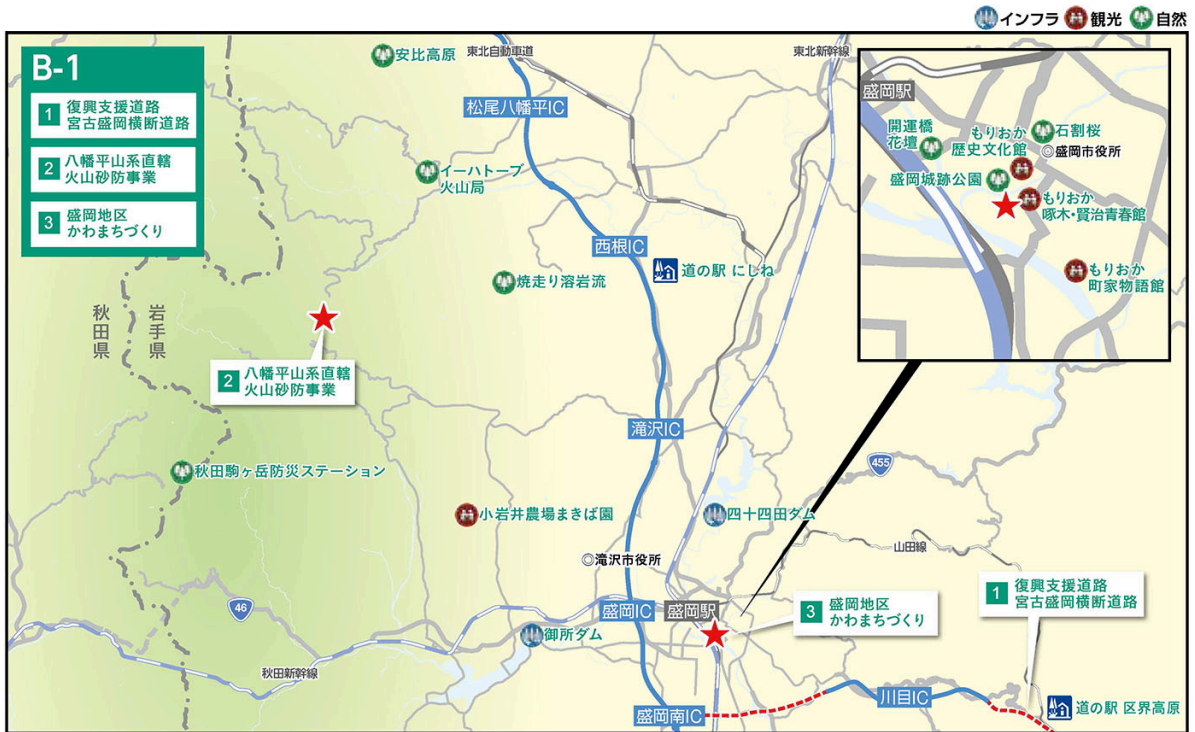 インフラ 観光 自然
B-1
1 復興支援道路
宮古盛岡横断道路
2 八幡平山系直轄
火山砂防事業
3 盛岡地区
かわまちづくり
安比高原
東北自動車道
東北新幹線
松尾八幡平IC
イーハトーブ
火山局
西根IC
道の駅 にしね
焼走り溶岩流
秋田県
岩手県
2 八幡平山系直轄
火山砂防事業
滝沢IC
455
秋田駒ヶ岳防災ステーション
小岩井農場まきば園
四十四田ダム
山田線
滝沢市役所
46
盛岡IC
盛岡駅
3 盛岡地区
かわまちづくり
1 復興支援道路
宮古盛岡横断道路
御所ダム
秋田新幹線
盛岡南IC
川目IC
道の駅 区界高原
盛岡駅
開運橋
花壇
もりおか
歴史文化館
石割桜
盛岡市役所
盛岡城跡公園
もりおか
啄木・賢治青春館
もりおか
町家物語館